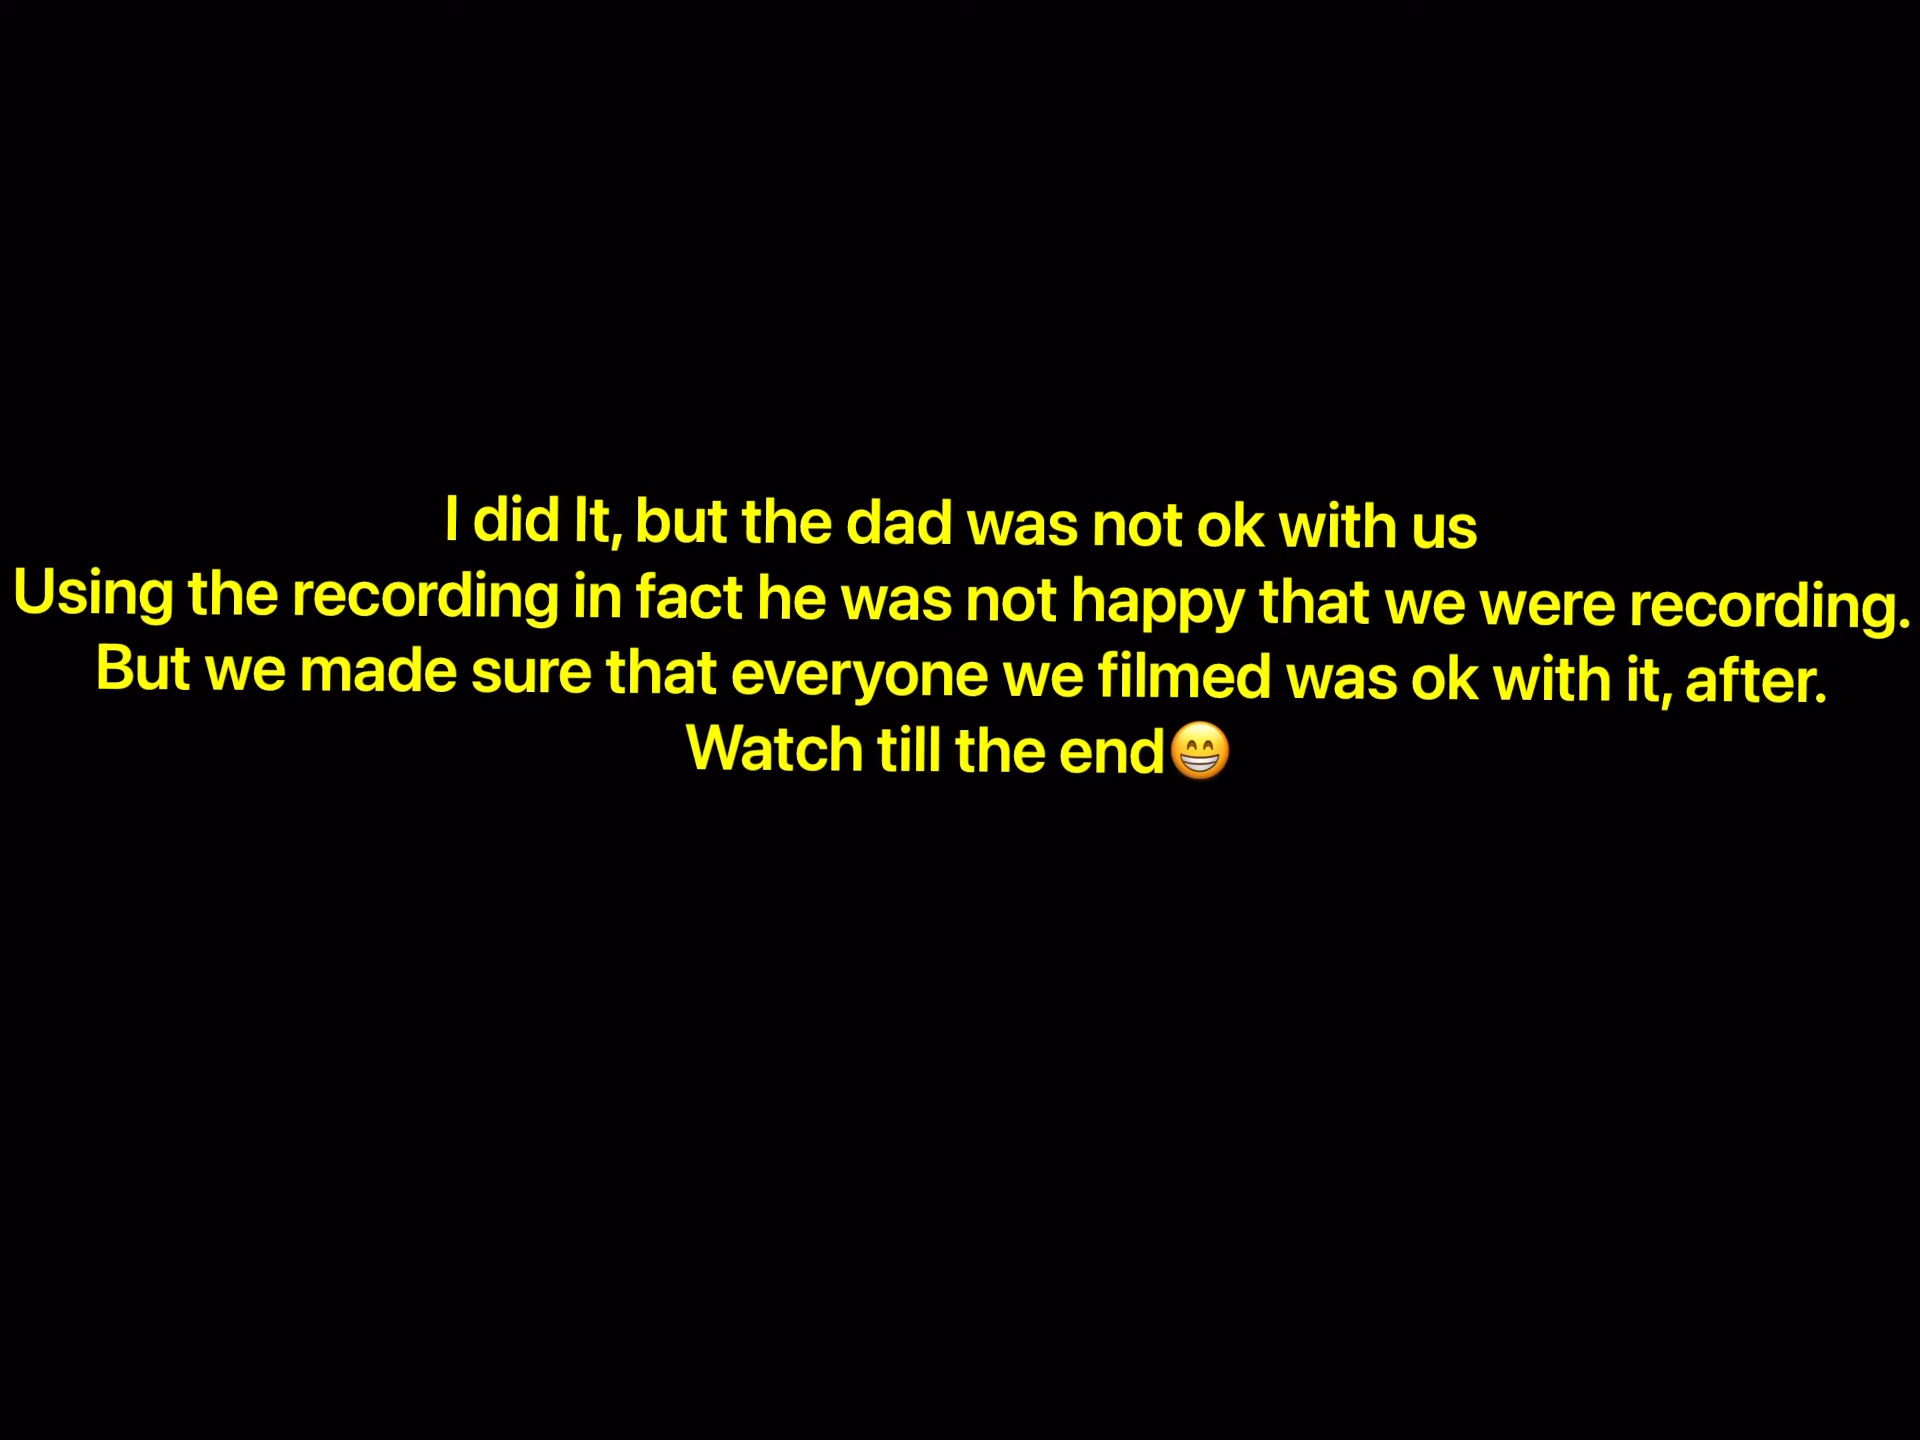 I did It, but the dad was not ok with us
Using the recording in fact he was not happy that we were recording.
But we made sure that everyone we filmed was ok with it, after.
Watch till the end😁